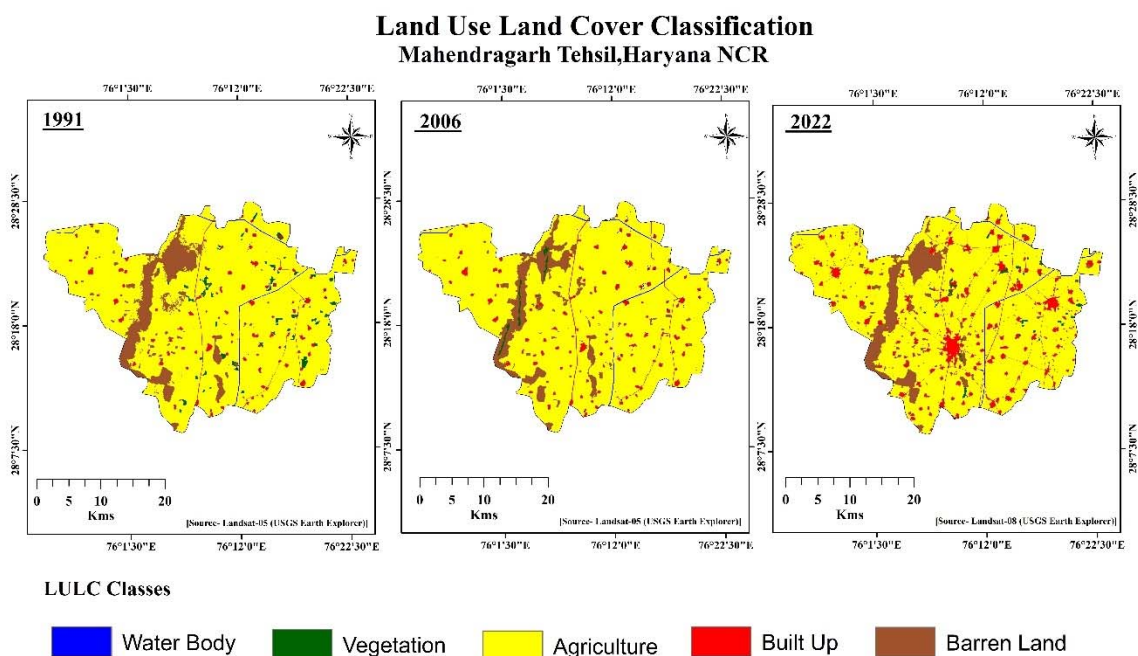 Land Use Land Cover Classification
Mahendragarh Tehsil,Haryana NCR
76°1'30"E 76°12'0"E 76°22'30"E 76°1'30"E 76°12'0"E 76°22'30"E 76°1'30"E 76°12'0"E 76°22'30"E
1991 2006 2022
28°28'30"N 28°28'30"N 28°28'30"N 28°28'30"N
28°18'0"N 28°18'0"N 28°18'0"N 28°18'0"N
28°7'30"N 28°7'30"N 28°7'30"N 28°7'30"N
0 5 10 20 0 5 10 20 0 5 10 20
Kms Kms Kms
[Source- Landsat-05 (USGS Earth Explorer)] [Source- Landsat-05 (USGS Earth Explorer)] [Source- Landsat-08 (USGS Earth Explorer)]
76°1'30"E 76°12'0"E 76°22'30"E 76°1'30"E 76°12'0"E 76°22'30"E 76°1'30"E 76°12'0"E 76°22'30"E
LULC Classes
Water Body Vegetation Agriculture Built Up Barren Land